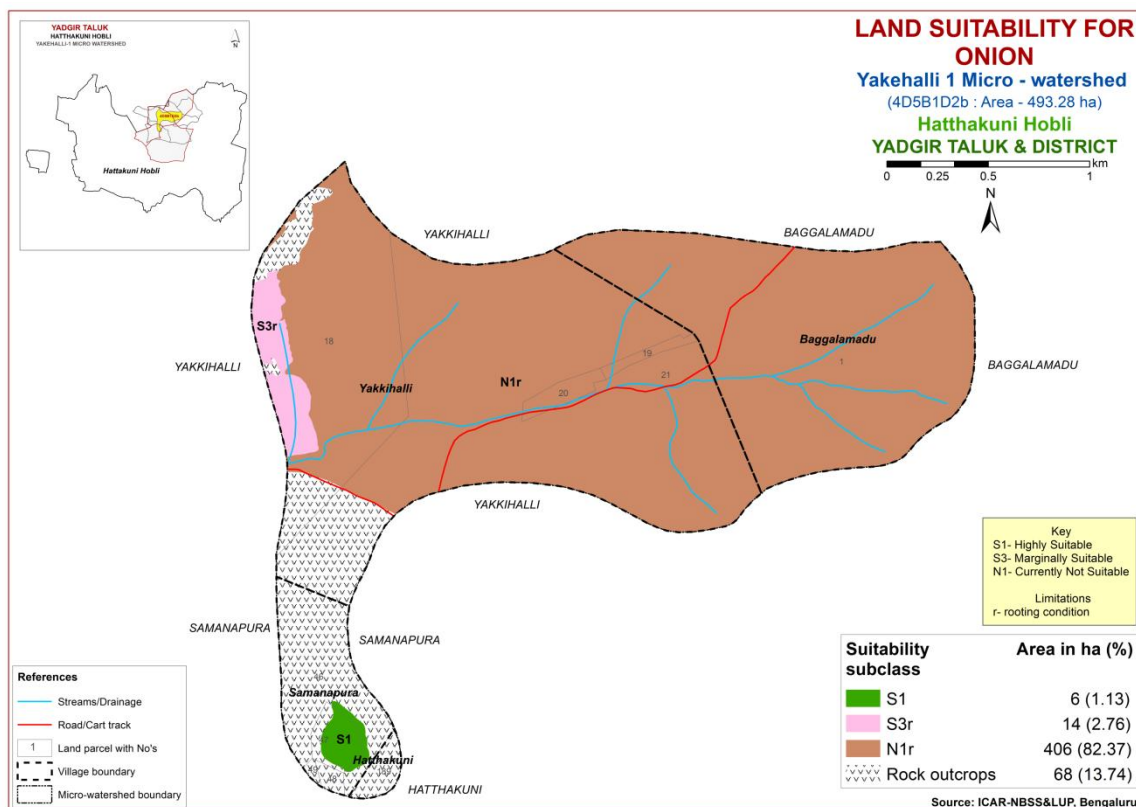 YADGIR TALUK
HATTHAKUNI HOBLI
YAKEHALLI-1 MICRO WATERSHED
N
Hattakuni Hobli
LAND SUITABILITY FOR
ONION
Yakehalli 1 Micro - watershed
(4D5B1D2b : Area - 493.28 ha)
Hatthakuni Hobli
YADGIR TALUK & DISTRICT
km
0 0.25 0.5 1
N
YAKKIHALLI
BAGGALAMADU
S3r
18
YAKKIHALLI
Yakkihalli
N1r
19
20
21
Baggalamadu
1
BAGGALAMADU
YAKKIHALLI
SAMANAPURA
SAMANAPURA
Samanapura
S1
Hatthakuni
49
48
HATTHAKUNI
Key
S1- Highly Suitable
S3- Marginally Suitable
N1- Currently Not Suitable
Limitations
r- rooting condition
Suitability
subclass
Area in ha (%)
S1 6 (1.13)
S3r 14 (2.76)
N1r 406 (82.37)
Rock outcrops 68 (13.74)
References
Streams/Drainage
Road/Cart track
1 Land parcel with No's
Village boundary
Micro-watershed boundary
Source: ICAR-NBSS&LUP, Bengaluru